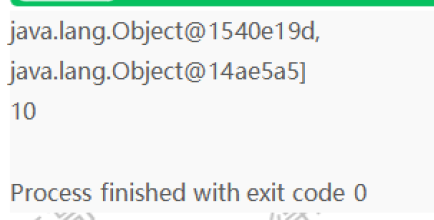 java.lang.Object@1540e19d,
java.lang.Object@14ae5a5]
10
Process finished with exit code 0